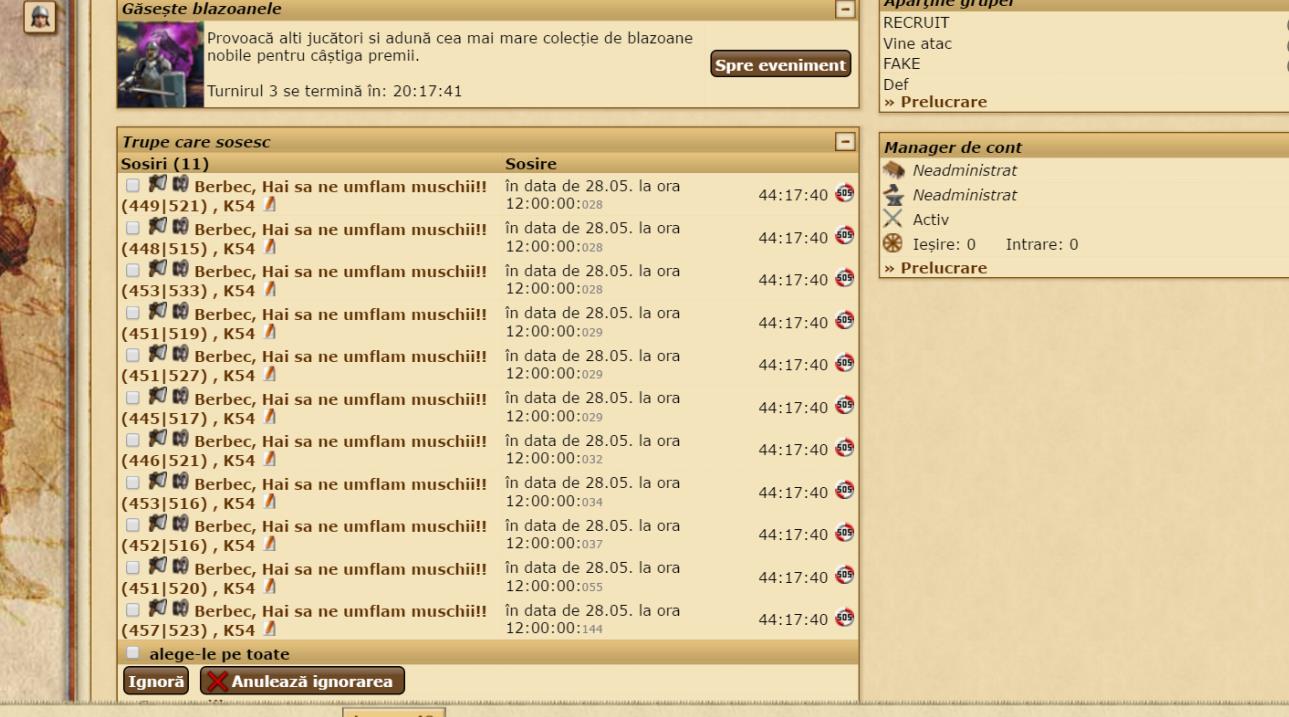 Găsește blazoanele
Provoacă alti jucători si adună cea mai mare colecție de blazoane
nobile pentru câștiga premii.
Spre eveniment
Turnirul 3 se termină în: 20:17:41
Trupe care sosesc
Sosiri (11) Sosire
Berbec, Hai sa ne umflam muschii!! în data de 28.05. la ora
(449|521) , K54 12:00:00:028 44:17:40
Berbec, Hai sa ne umflam muschii!! în data de 28.05. la ora
(448|515) , K54 12:00:00:028 44:17:40
Berbec, Hai sa ne umflam muschii!! în data de 28.05. la ora
(453|533) , K54 12:00:00:028 44:17:40
Berbec, Hai sa ne umflam muschii!! în data de 28.05. la ora
(451|519) , K54 12:00:00:029 44:17:40
Berbec, Hai sa ne umflam muschii!! în data de 28.05. la ora
(451|527) , K54 12:00:00:029 44:17:40
Berbec, Hai sa ne umflam muschii!! în data de 28.05. la ora
(445|517) , K54 12:00:00:029 44:17:40
Berbec, Hai sa ne umflam muschii!! în data de 28.05. la ora
(446|521) , K54 12:00:00:032 44:17:40
Berbec, Hai sa ne umflam muschii!! în data de 28.05. la ora
(453|516) , K54 12:00:00:034 44:17:40
Berbec, Hai sa ne umflam muschii!! în data de 28.05. la ora
(452|516) , K54 12:00:00:037 44:17:40
Berbec, Hai sa ne umflam muschii!! în data de 28.05. la ora
(451|520) , K54 12:00:00:055 44:17:40
Berbec, Hai sa ne umflam muschii!! în data de 28.05. la ora
(457|523) , K54 12:00:00:144 44:17:40
alege-le pe toate
Ignoră Anulează ignorarea
Aparţine grupei
RECRUIT
Vine atac
FAKE
Def
» Prelucrare
Manager de cont
Neadministrat
Neadministrat
Activ
Ieșire: 0 Intrare: 0
» Prelucrare